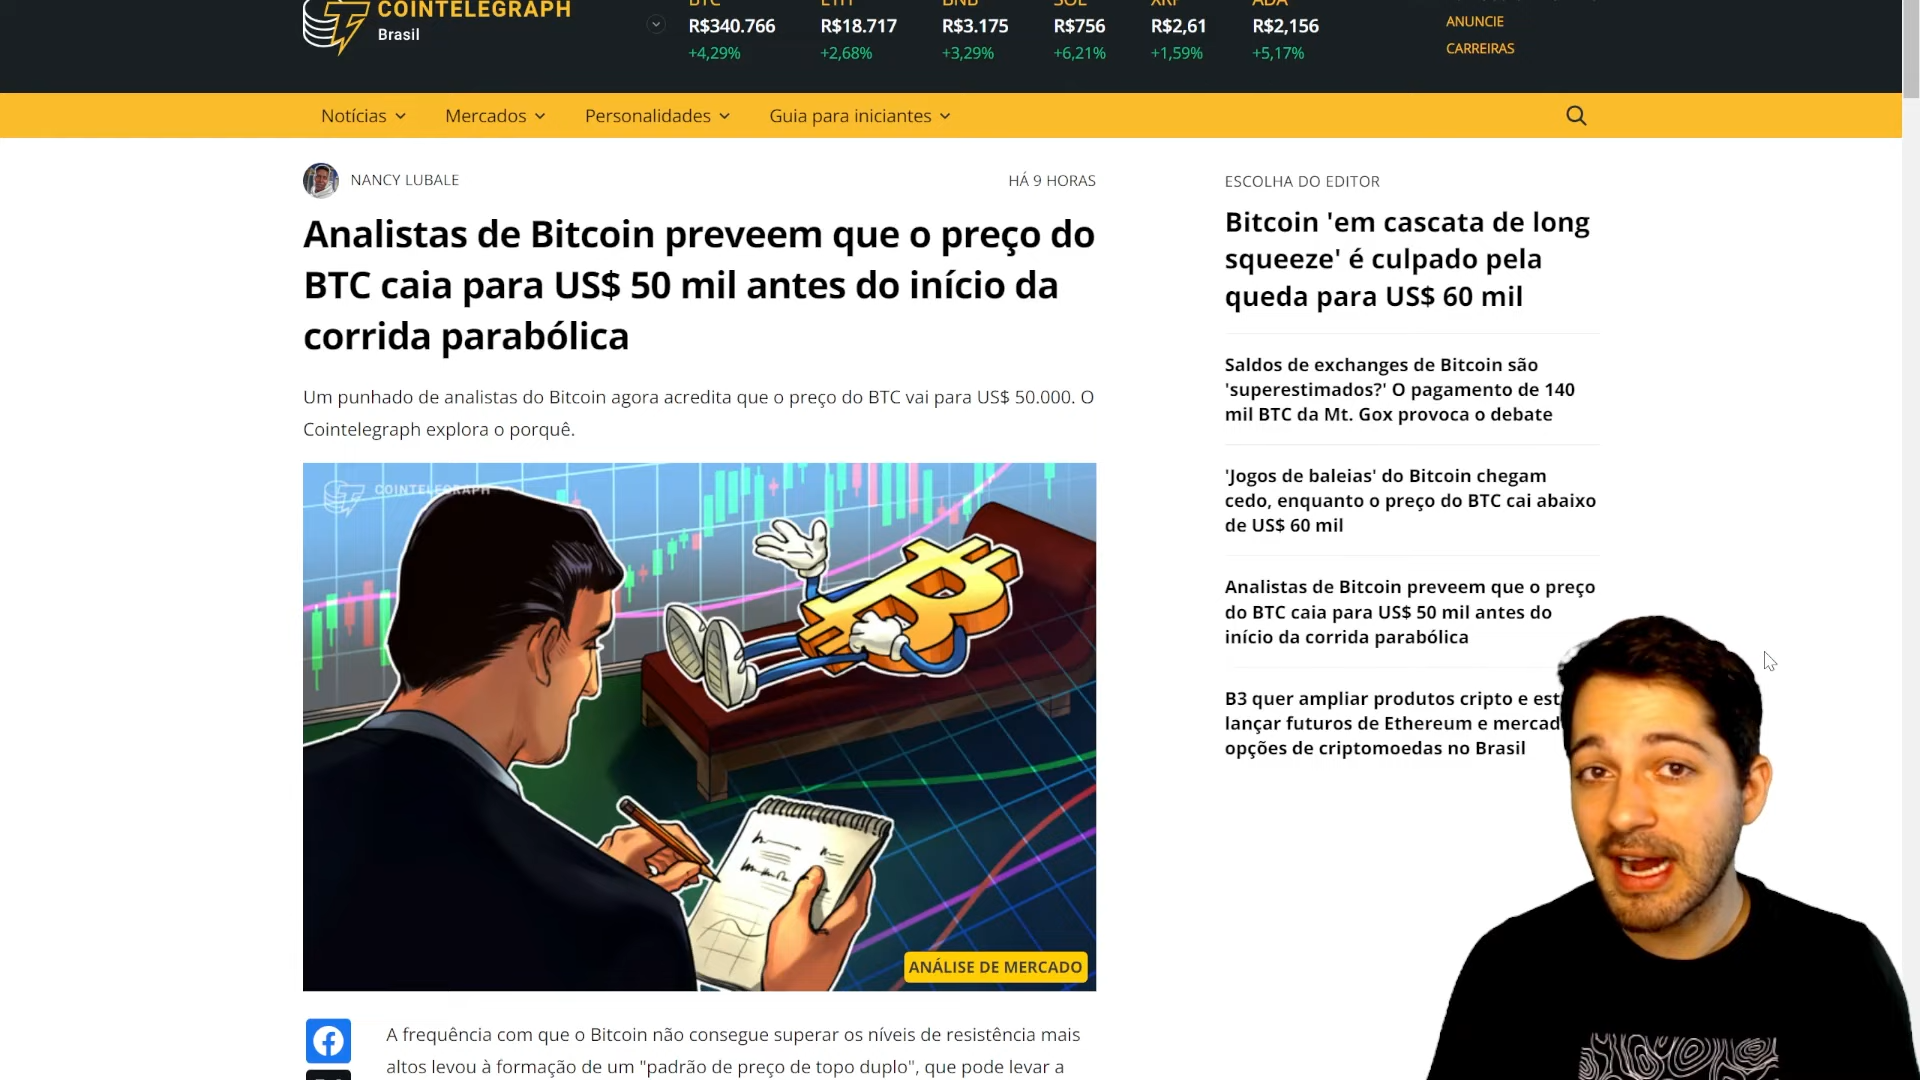 COINTELEGRAPH
Brasil
BTC ETH BNB SOL XRP ADA
R$340.766 R$18.717 R$3.175 R$756 R$2,61 R$2,156
+4,29% +2,68% +3,29% +6,21% +1,59% +5,17%
ANUNCIE
CARREIRAS
Notícias Mercados Personalidades Guia para iniciantes
NANCY LUBALE
HÁ 9 HORAS
Analistas de Bitcoin preveem que o preço do
BTC caia para US$ 50 mil antes do início da
corrida parabólica
Um punhado de analistas do Bitcoin agora acredita que o preço do BTC vai para US$ 50.000. O
Cointelegraph explora o porquê.
COINTELEGRAPH
ANÁLISE DE MERCADO
A frequência com que o Bitcoin não consegue superar os níveis de resistência mais
altos levou à formação de um "padrão de preço de topo duplo", que pode levar a
ESCOLHA DO EDITOR
Bitcoin 'em cascata de long
squeeze' é culpado pela
queda para US$ 60 mil
Saldos de exchanges de Bitcoin são
'superestimados?' O pagamento de 140
mil BTC da Mt. Gox provoca o debate
'Jogos de baleias' do Bitcoin chegam
cedo, enquanto o preço do BTC cai abaixo
de US$ 60 mil
Analistas de Bitcoin preveem que o preço
do BTC caia para US$ 50 mil antes do
início da corrida parabólica
B3 quer ampliar produtos cripto e
lançar futuros de Ethereum e
opções de criptomoedas no Brasil